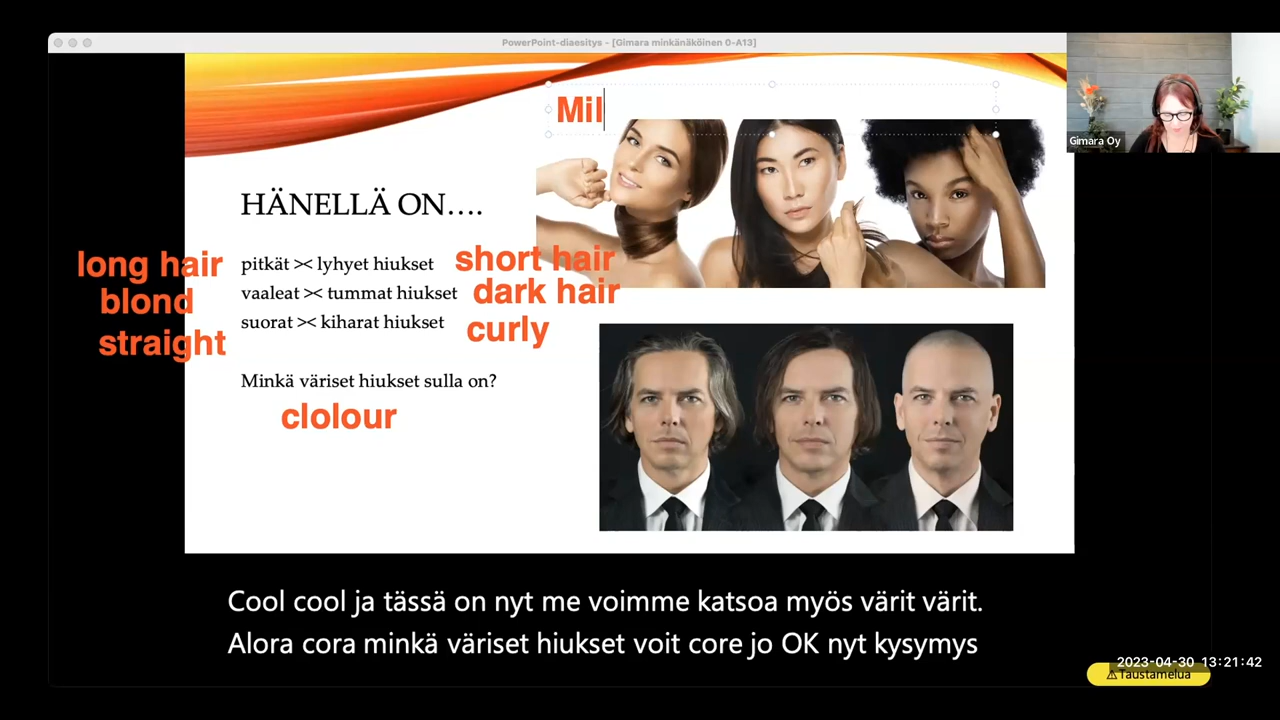 PowerPoint-diaesitys - [Gimara minkänäköinen 0-A13]
Mil
Gimara Oy
HÄNELLÄ ON....
long hair
pitkät >< lyhyet hiukset
short hair
blond
vaaleat >< tummat hiukset
dark hair
straight
suorat >< kiharat hiukset
curly
Minkä väriset hiukset sulla on?
clolour
Cool cool ja tässä on nyt me voimme katsoa myös värit värit.
Alora cora minkä väriset hiukset voit core jo OK nyt kysymys
2023-04-30 13:21:42
⚠Taustamelua